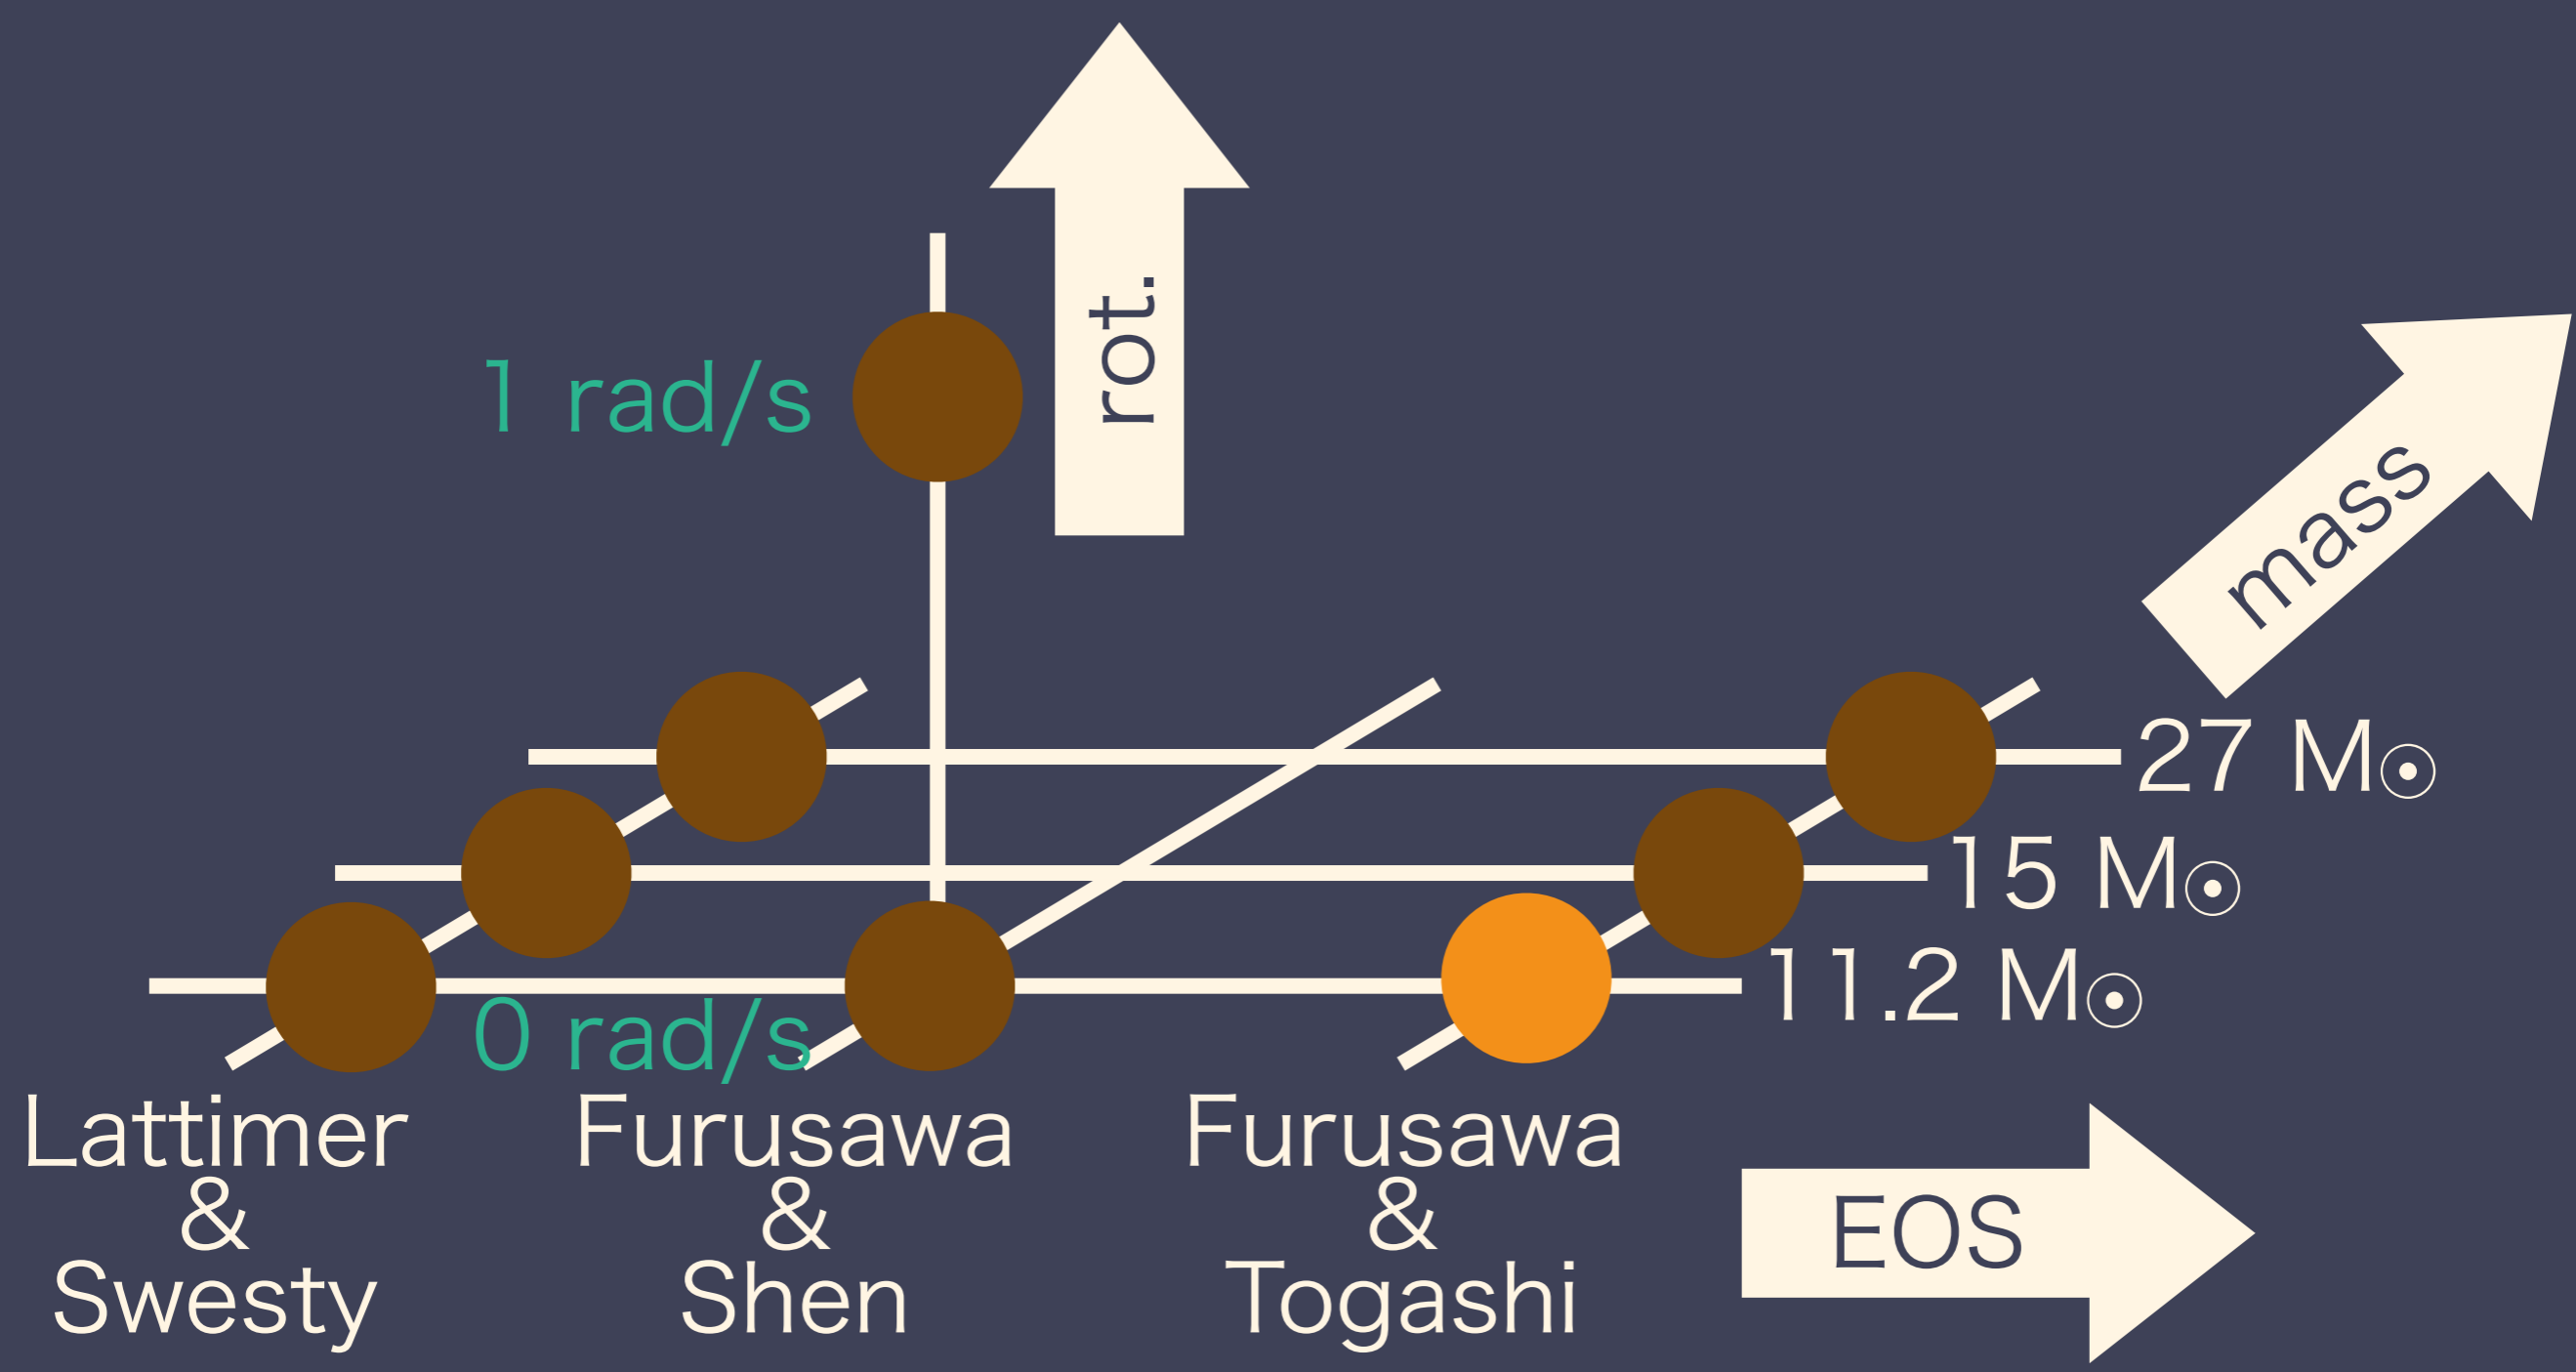 rot.
1 rad/s
mass
27 M☉
15 M☉
11.2 M☉
0 rad/s
Lattimer
&
Swesty
Furusawa
&
Shen
Furusawa
&
Togashi
EOS